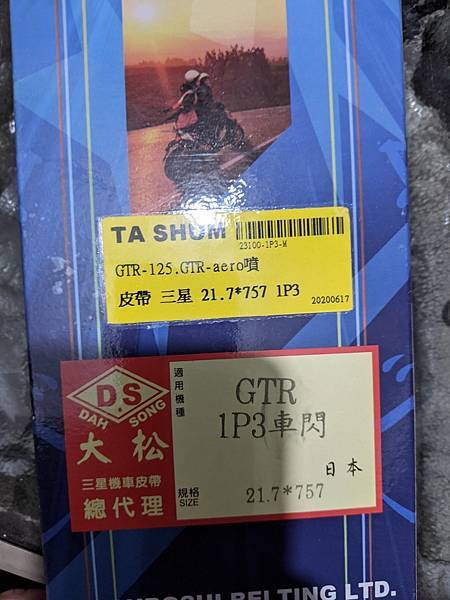 TA SHUM
23100-1P3-M
GTR-125.GTR-aero噴
皮帶 三星 21.7*757 1P3
20200617
D.S
DAH SONG
大松
三星機車皮帶
總代理
適用機種
GTR
1P3車閃
日本
規格
SIZE
21.7*757
BELTING LTD.